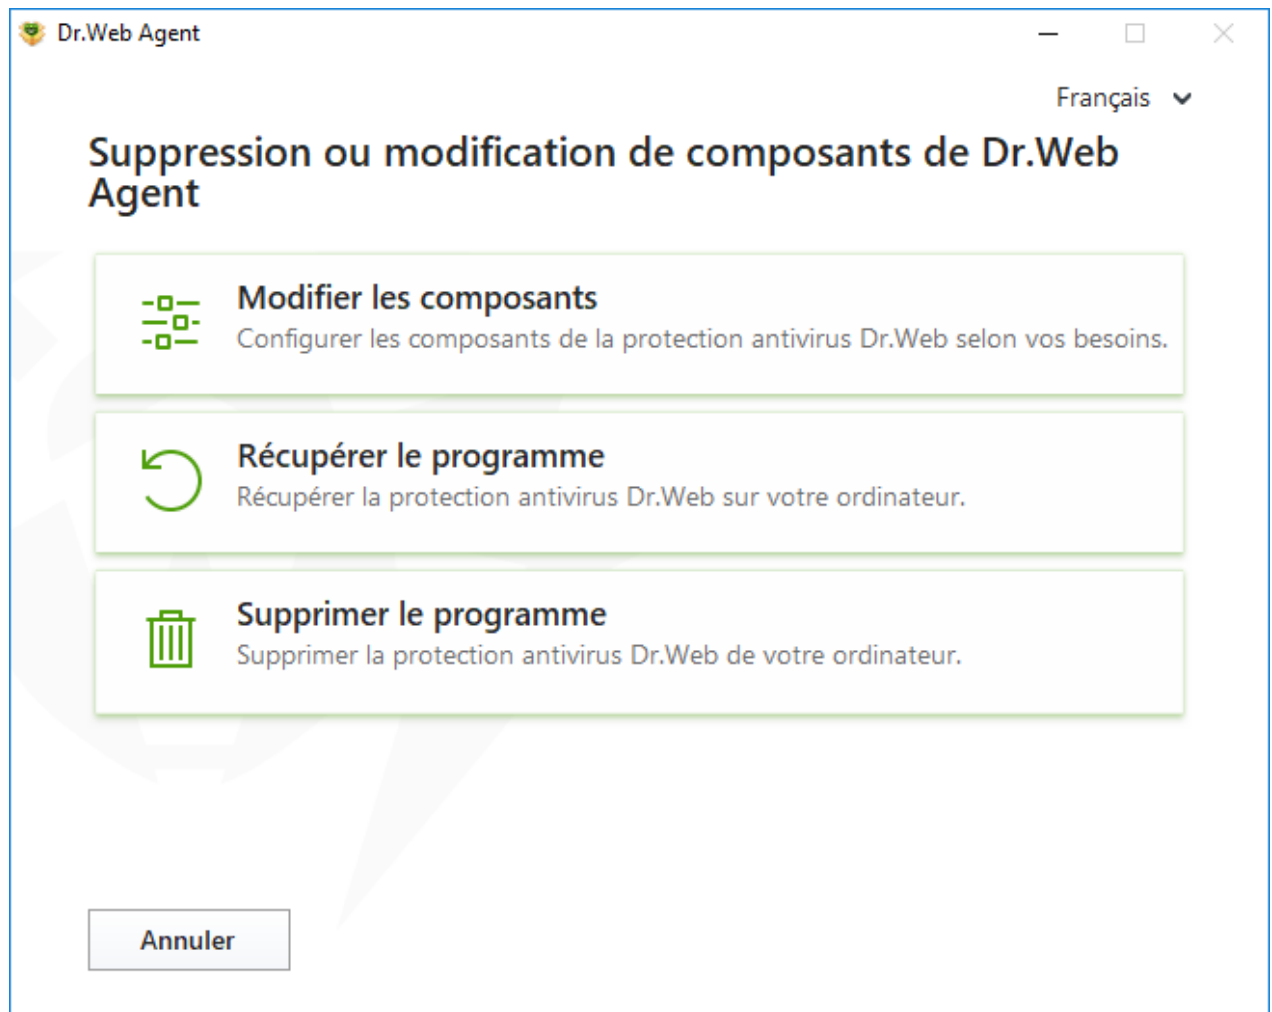 Dr.Web Agent
Français
Suppression ou modification de composants de Dr.Web
Agent
Modifier les composants
Configurer les composants de la protection antivirus Dr.Web selon vos besoins.
Récupérer le programme
Récupérer la protection antivirus Dr.Web sur votre ordinateur.
Supprimer le programme
Supprimer la protection antivirus Dr.Web de votre ordinateur.
Annuler